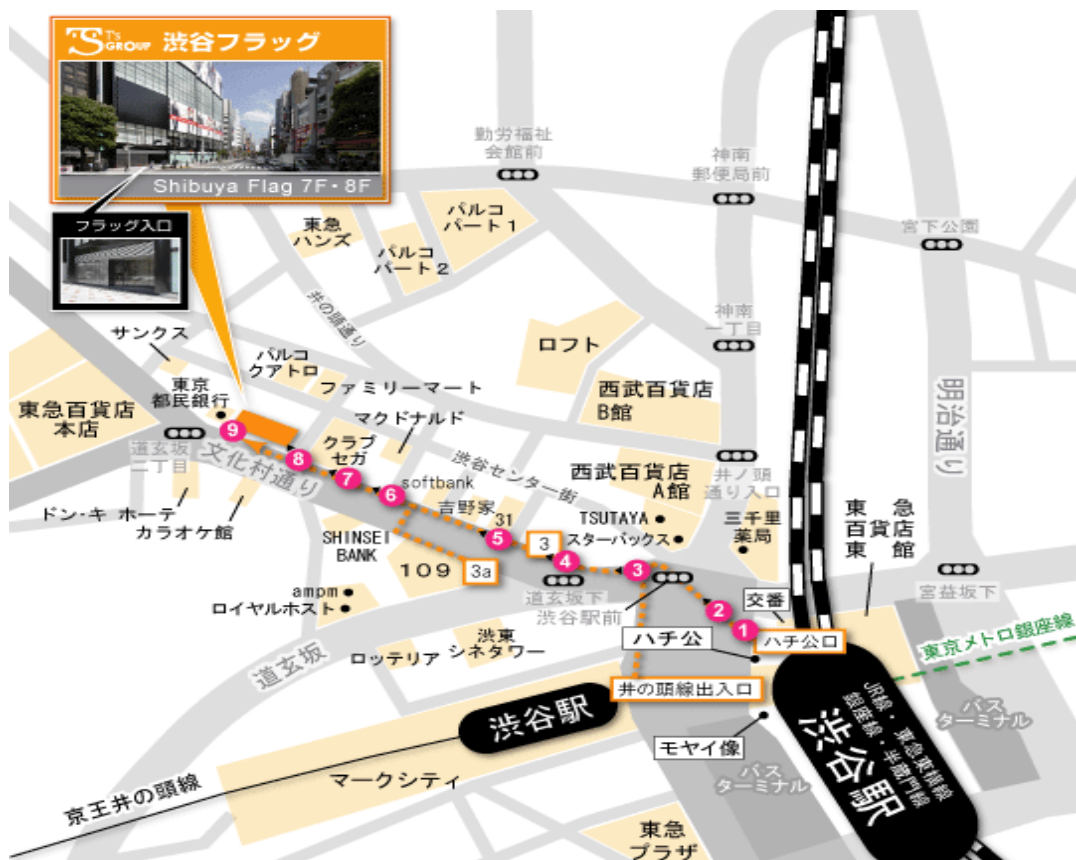 T's
GROUP 渋谷フラッグ
Shibuya Flag 7F・8F
フラッグ入口
勤労福祉
会館前
神南
郵便局前
宮下公園
東急
ハンズ
パルコ
パート1
パルコ
パート2
井の頭通り
神南
一丁目
ロフト
サンクス
パルコ
クアトロ
ファミリーマート
西武百貨店
B館
明治通り
東京
都民銀行
マクドナルド
東急百貨店
本店
9
8
クラブ
セガ
7
道玄坂
二丁目
文化村通り
渋谷センター街
西武百貨店
A館
井ノ頭
通り入口
softbank
6
吉野家
31
TSUTAYA
スターバックス
三千里
薬局
東急
百貨店
東館
ドン・キ ホーテ
カラオケ館
SHINSEI
BANK
5
3
4
3
109
3a
道玄坂下
渋谷駅前
宮益坂下
ampm
ロイヤルホスト
2
1
交番
ハチ公口
ハチ公
道玄坂
ロッテリア
渋東
シネタワー
東京メトロ銀座線
井の頭線出入口
渋谷駅
モヤイ像
JR線・東急東横線
銀座線・半蔵門線
渋谷駅
バス
ターミナル
バス
ターミナル
京王井の頭線
マークシティ
東急
プラザ